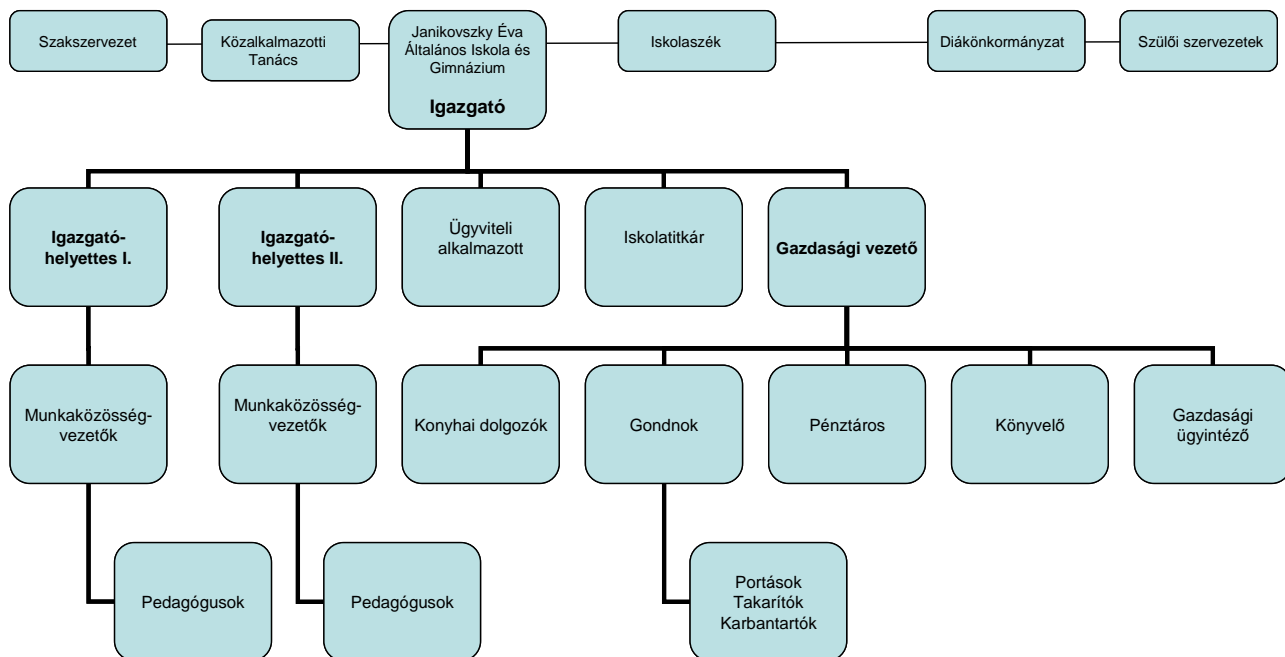 Szakszervezet
Közalkalmazotti
Tanács
Janikovszky Éva
Általános Iskola és
Gimnázium
Igazgató
Iskolaszék
Diákönkormányzat
Szülői szervezetek
Igazgató-
helyettes I.
Igazgató-
helyettes II.
Ügyviteli
alkalmazott
Iskolatitkár
Gazdasági vezető
Munkaközösség-
vezetők
Munkaközösség-
vezetők
Konyhai dolgozók
Gondnok
Pénztáros
Könyvelő
Gazdasági
ügyintéző
Pedagógusok
Pedagógusok
Portások
Takarítók
Karbantartók